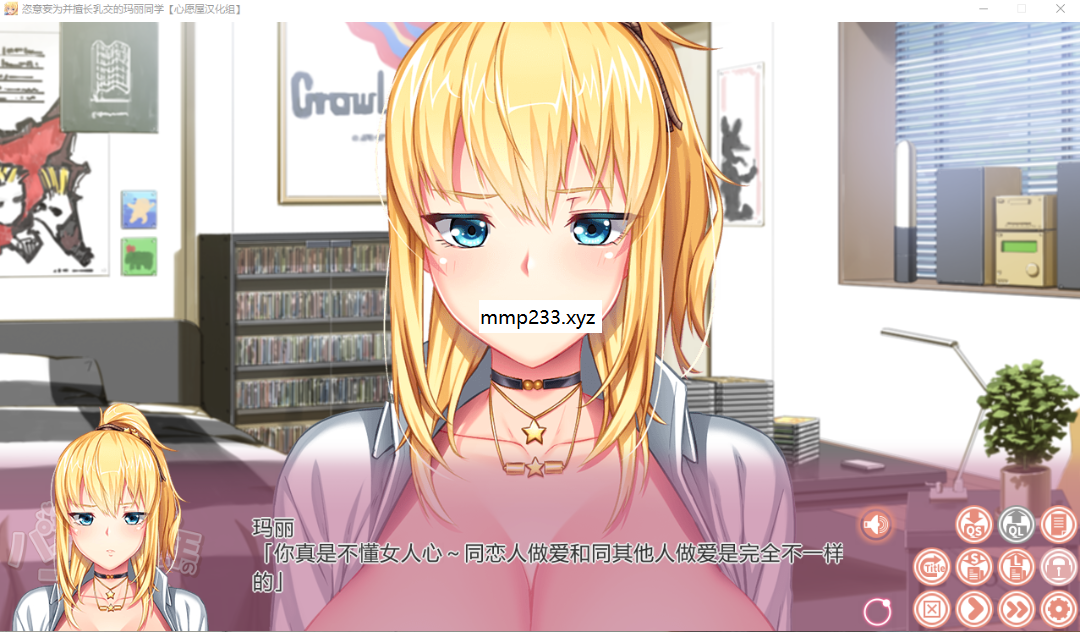 恣意妄为并擅长乳交的玛丽同学【心愿屋汉化组】
Crawl
mmp233.xyz
玛丽
「你真是不懂女人心～同恋人做爱和同其他人做爱是完全不一样
的」
QS
QL
Title
S
L